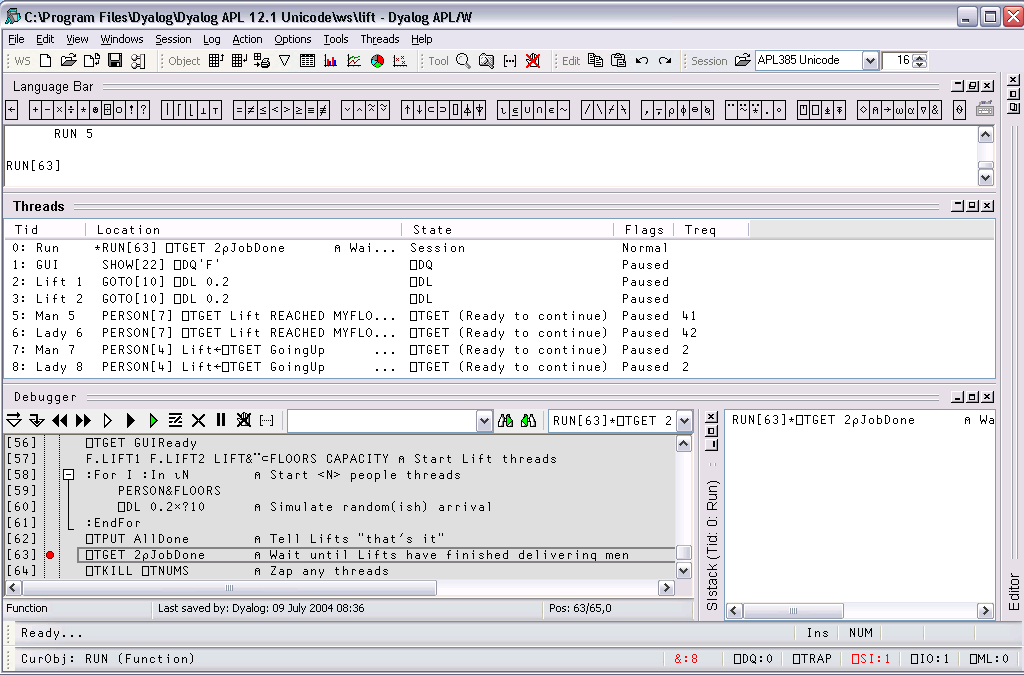 C:\Program Files\Dyalog\Dyalog APL 12.1 Unicode\ws\lift - Dyalog APL/W
File Edit View Windows Session Log Action Options Tools Threads Help
WS Object Tool Edit Session APL385 Unicode 16
Language Bar
← + - × ÷ * ⍟ ⌹ ○ ! ? | ⌈ ⌊ ⊥ ⊤ ⊣ ⊢ = ≠ ≤ < > ≥ ≡ ≢ ∨ ∧ ⍲ ⍱ ↑ ↓ ⊂ ⊃ ⌷ ⍋ ⍒ ⍳ ∊ ⍷ ∪ ∩ ~ / \ ⌿ ⍀ , ⍪ ⍴ ⌽ ⊖ ⍉ ¨ ⍨ ⍣ . ∘ ⍞ ⎕ ⍎ ⍕ ⋄ ⍝ → ⍵ ⍺ ∇ &
RUN 5
RUN[63]
Threads
Tid Location State Flags Treq
0: Run *RUN[63] ⎕TGET 2⍴JobDone ⍝ Wai... Session Normal
1: GUI SHOW[22] ⎕DQ'F' ⎕DQ Paused
2: Lift 1 GOTO[10] ⎕DL 0.2 ⎕DL Paused
3: Lift 2 GOTO[10] ⎕DL 0.2 ⎕DL Paused
5: Man 5 PERSON[7] ⎕TGET Lift REACHED MYFLO... ⎕TGET (Ready to continue) Paused 41
6: Lady 6 PERSON[7] ⎕TGET Lift REACHED MYFLO... ⎕TGET (Ready to continue) Paused 42
7: Man 7 PERSON[4] Lift←⎕TGET GoingUp ... ⎕TGET (Ready to continue) Paused 2
8: Lady 8 PERSON[4] Lift←⎕TGET GoingUp ... ⎕TGET (Ready to continue) Paused 2
Debugger
RUN[63]*⎕TGET 2
[56] ⎕TGET GUIReady
[57] F.LIFT1 F.LIFT2 LIFT&¨⊂FLOORS CAPACITY ⍝ Start Lift threads
[58] :For I :In ⍳N ⍝ Start <N> people threads
[59] PERSON&FLOORS
[60] ⎕DL 0.2×?10 ⍝ Simulate random(ish) arrival
[61] :EndFor
[62] ⎕TPUT AllDone ⍝ Tell Lifts "that's it"
[63] ⎕TGET 2⍴JobDone ⍝ Wait until Lifts have finished delivering men
[64] ⎕TKILL ⎕TNUMS ⍝ Zap any threads
Function Last saved by: Dyalog: 09 July 2004 08:36 Pos: 63/65,0
SIstack (Tid: 0: Run)
RUN[63]*⎕TGET 2⍴JobDone ⍝ Wa
Editor
Ready... Ins NUM
CurObj: RUN (Function) &:8 ⎕DQ:0 ⎕TRAP ⎕SI:1 ⎕IO:1 ⎕ML:0